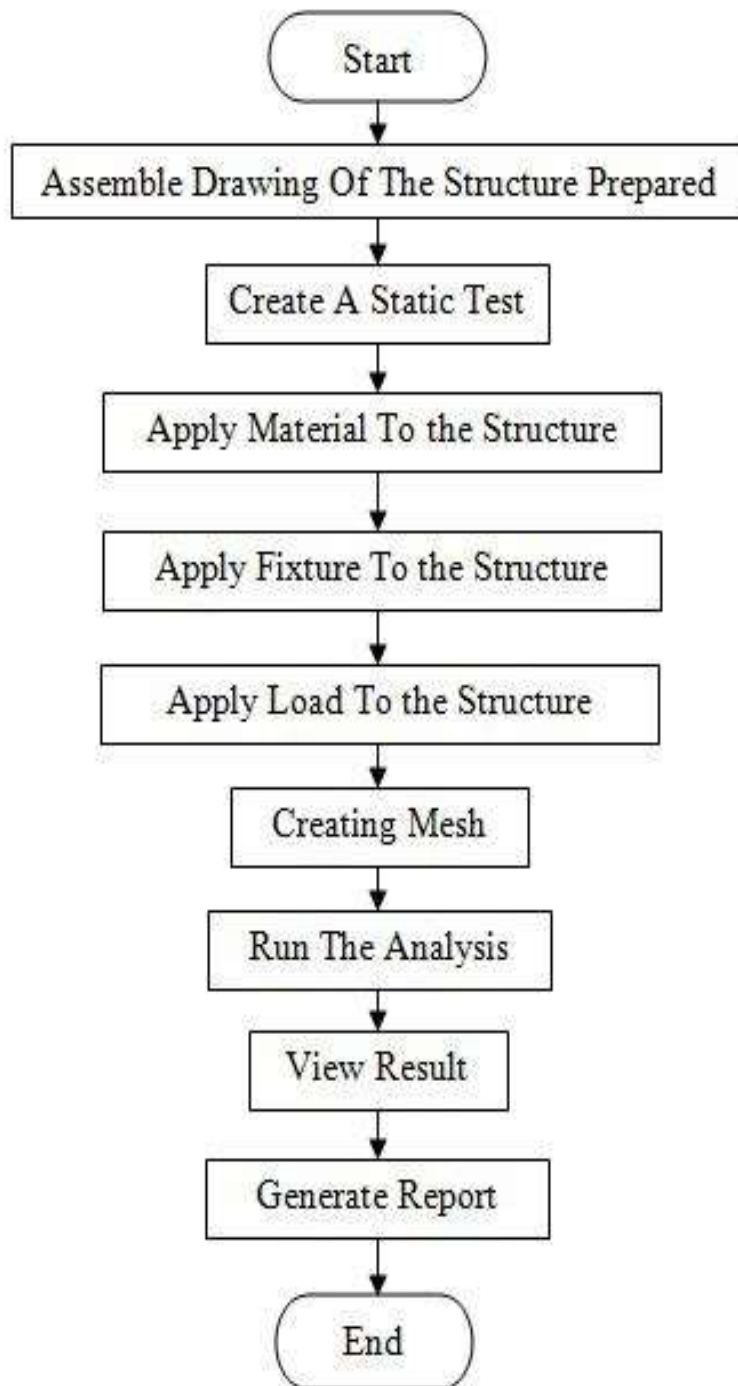 Start
Assemble Drawing Of The Structure Prepared
Create A Static Test
Apply Material To the Structure
Apply Fixture To the Structure
Apply Load To the Structure
Creating Mesh
Run The Analysis
View Result
Generate Report
End